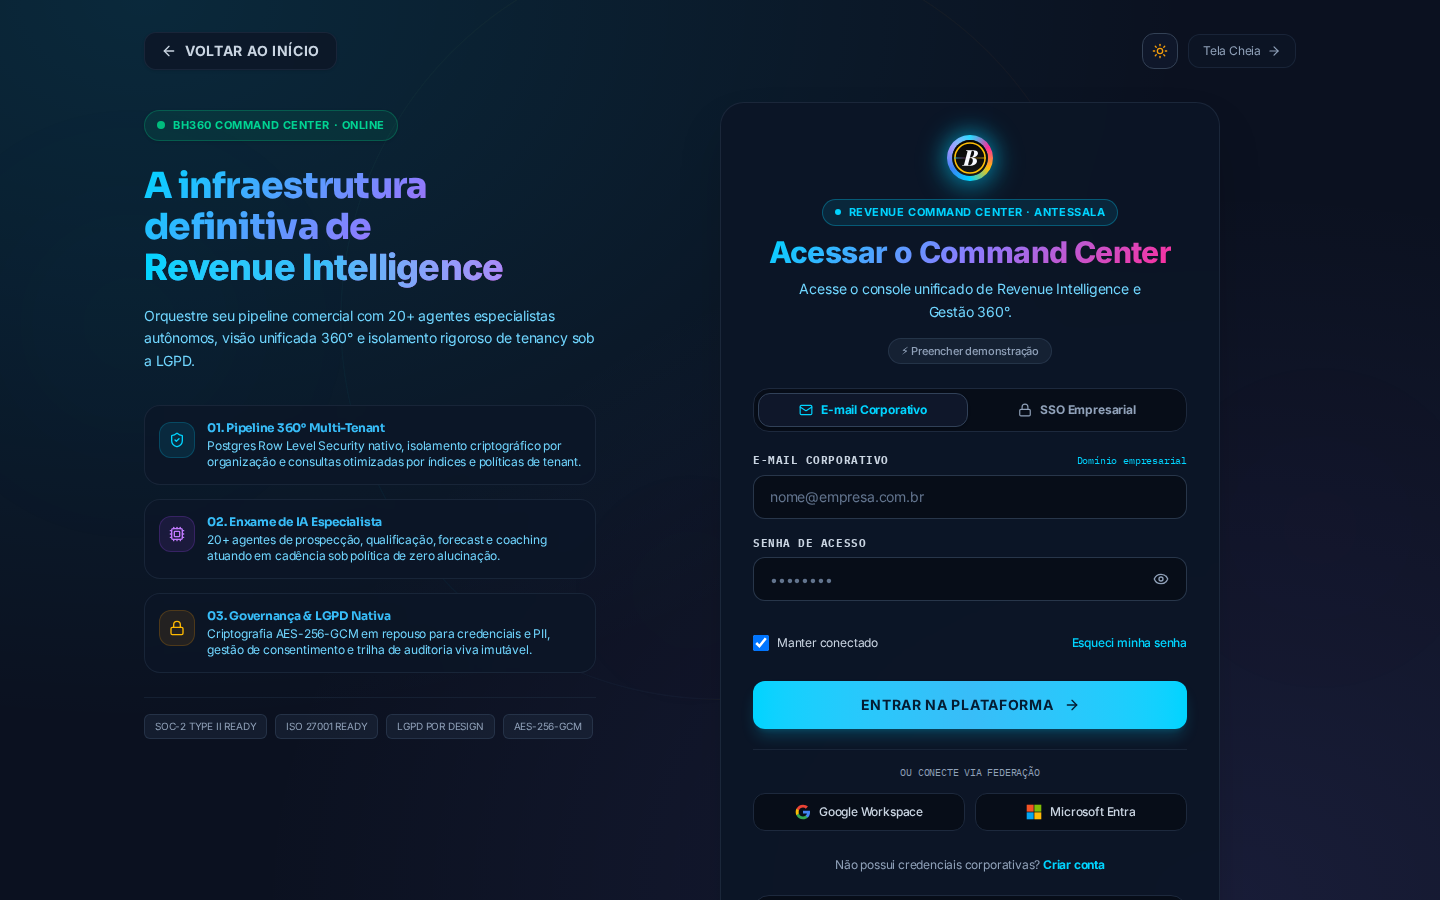 VOLTAR AO INÍCIO
Tela Cheia
BH360 COMMAND CENTER · ONLINE
A infraestrutura
definitiva de
Revenue Intelligence
Orquestre seu pipeline comercial com 20+ agentes especialistas
autônomos, visão unificada 360° e isolamento rigoroso de tenancy sob
a LGPD.
01. Pipeline 360° Multi-Tenant
Postgres Row Level Security nativo, isolamento criptográfico por
organização e consultas otimizadas por índices e políticas de tenant.
02. Enxame de IA Especialista
20+ agentes de prospecção, qualificação, forecast e coaching
atuando em cadência sob política de zero alucinação.
03. Governança & LGPD Nativa
Criptografia AES-256-GCM em repouso para credenciais e PII,
gestão de consentimento e trilha de auditoria viva imutável.
SOC-2 TYPE II READY
ISO 27001 READY
LGPD POR DESIGN
AES-256-GCM
B
REVENUE COMMAND CENTER · ANTESSALA
Acessar o Command Center
Acesse o console unificado de Revenue Intelligence e
Gestão 360°.
⚡ Preencher demonstração
E-mail Corporativo
SSO Empresarial
E-MAIL CORPORATIVO
Domínio empresarial
nome@empresa.com.br
SENHA DE ACESSO
••••••••
Manter conectado
Esqueci minha senha
ENTRAR NA PLATAFORMA
OU CONECTE VIA FEDERAÇÃO
Google Workspace
Microsoft Entra
Não possui credenciais corporativas? Criar conta